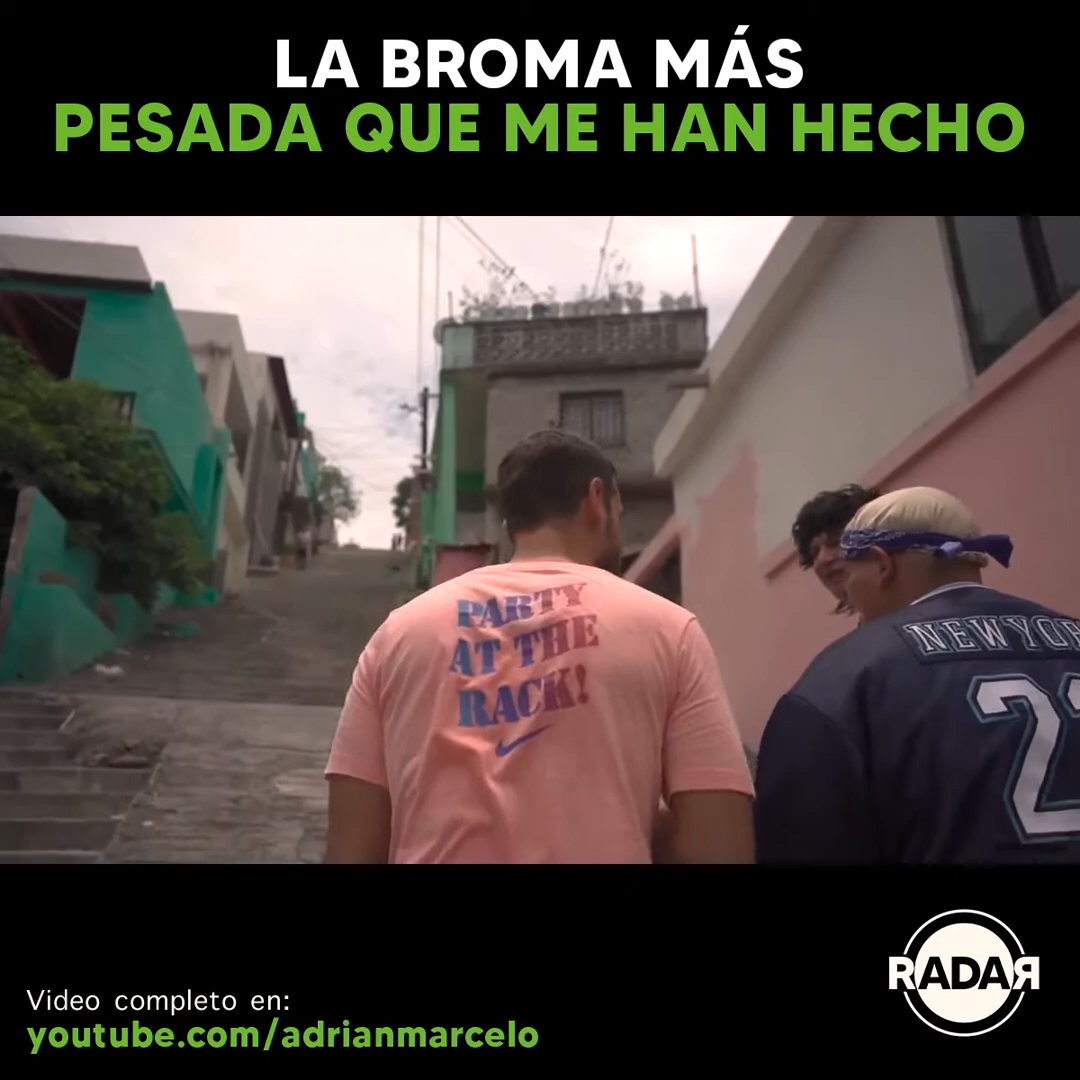 LA BROMA MÁS
PESADA QUE ME HAN HECHO
PARTY
AT THE
RACK!
NEW YOR
2
RADAR
Video completo en:
youtube.com/adrianmarcelo